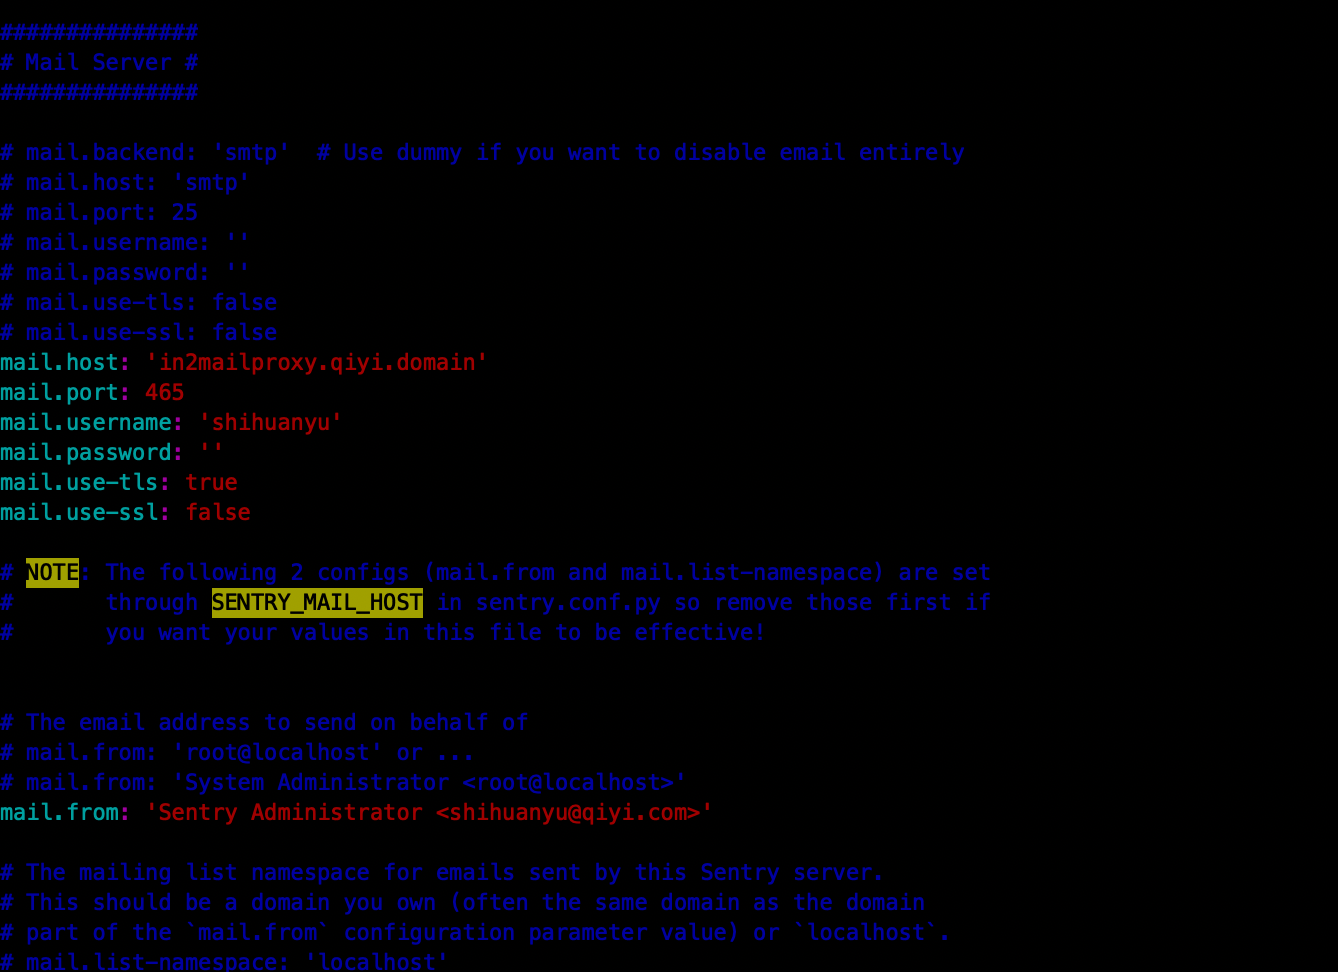 ###############
# Mail Server #
###############
# mail.backend: 'smtp'  # Use dummy if you want to disable email entirely
# mail.host: 'smtp'
# mail.port: 25
# mail.username: ''
# mail.password: ''
# mail.use-tls: false
# mail.use-ssl: false
mail.host: 'in2mailproxy.qiyi.domain'
mail.port: 465
mail.username: 'shihuanyu'
mail.password: ''
mail.use-tls: true
mail.use-ssl: false
# NOTE: The following 2 configs (mail.from and mail.list-namespace) are set
#       through SENTRY_MAIL_HOST in sentry.conf.py so remove those first if
#       you want your values in this file to be effective!
# The email address to send on behalf of
# mail.from: 'root@localhost' or ...
# mail.from: 'System Administrator <root@localhost>'
mail.from: 'Sentry Administrator <shihuanyu@qiyi.com>'
# The mailing list namespace for emails sent by this Sentry server.
# This should be a domain you own (often the same domain as the domain
# part of the `mail.from` configuration parameter value) or `localhost`.
# mail.list-namespace: 'localhost'